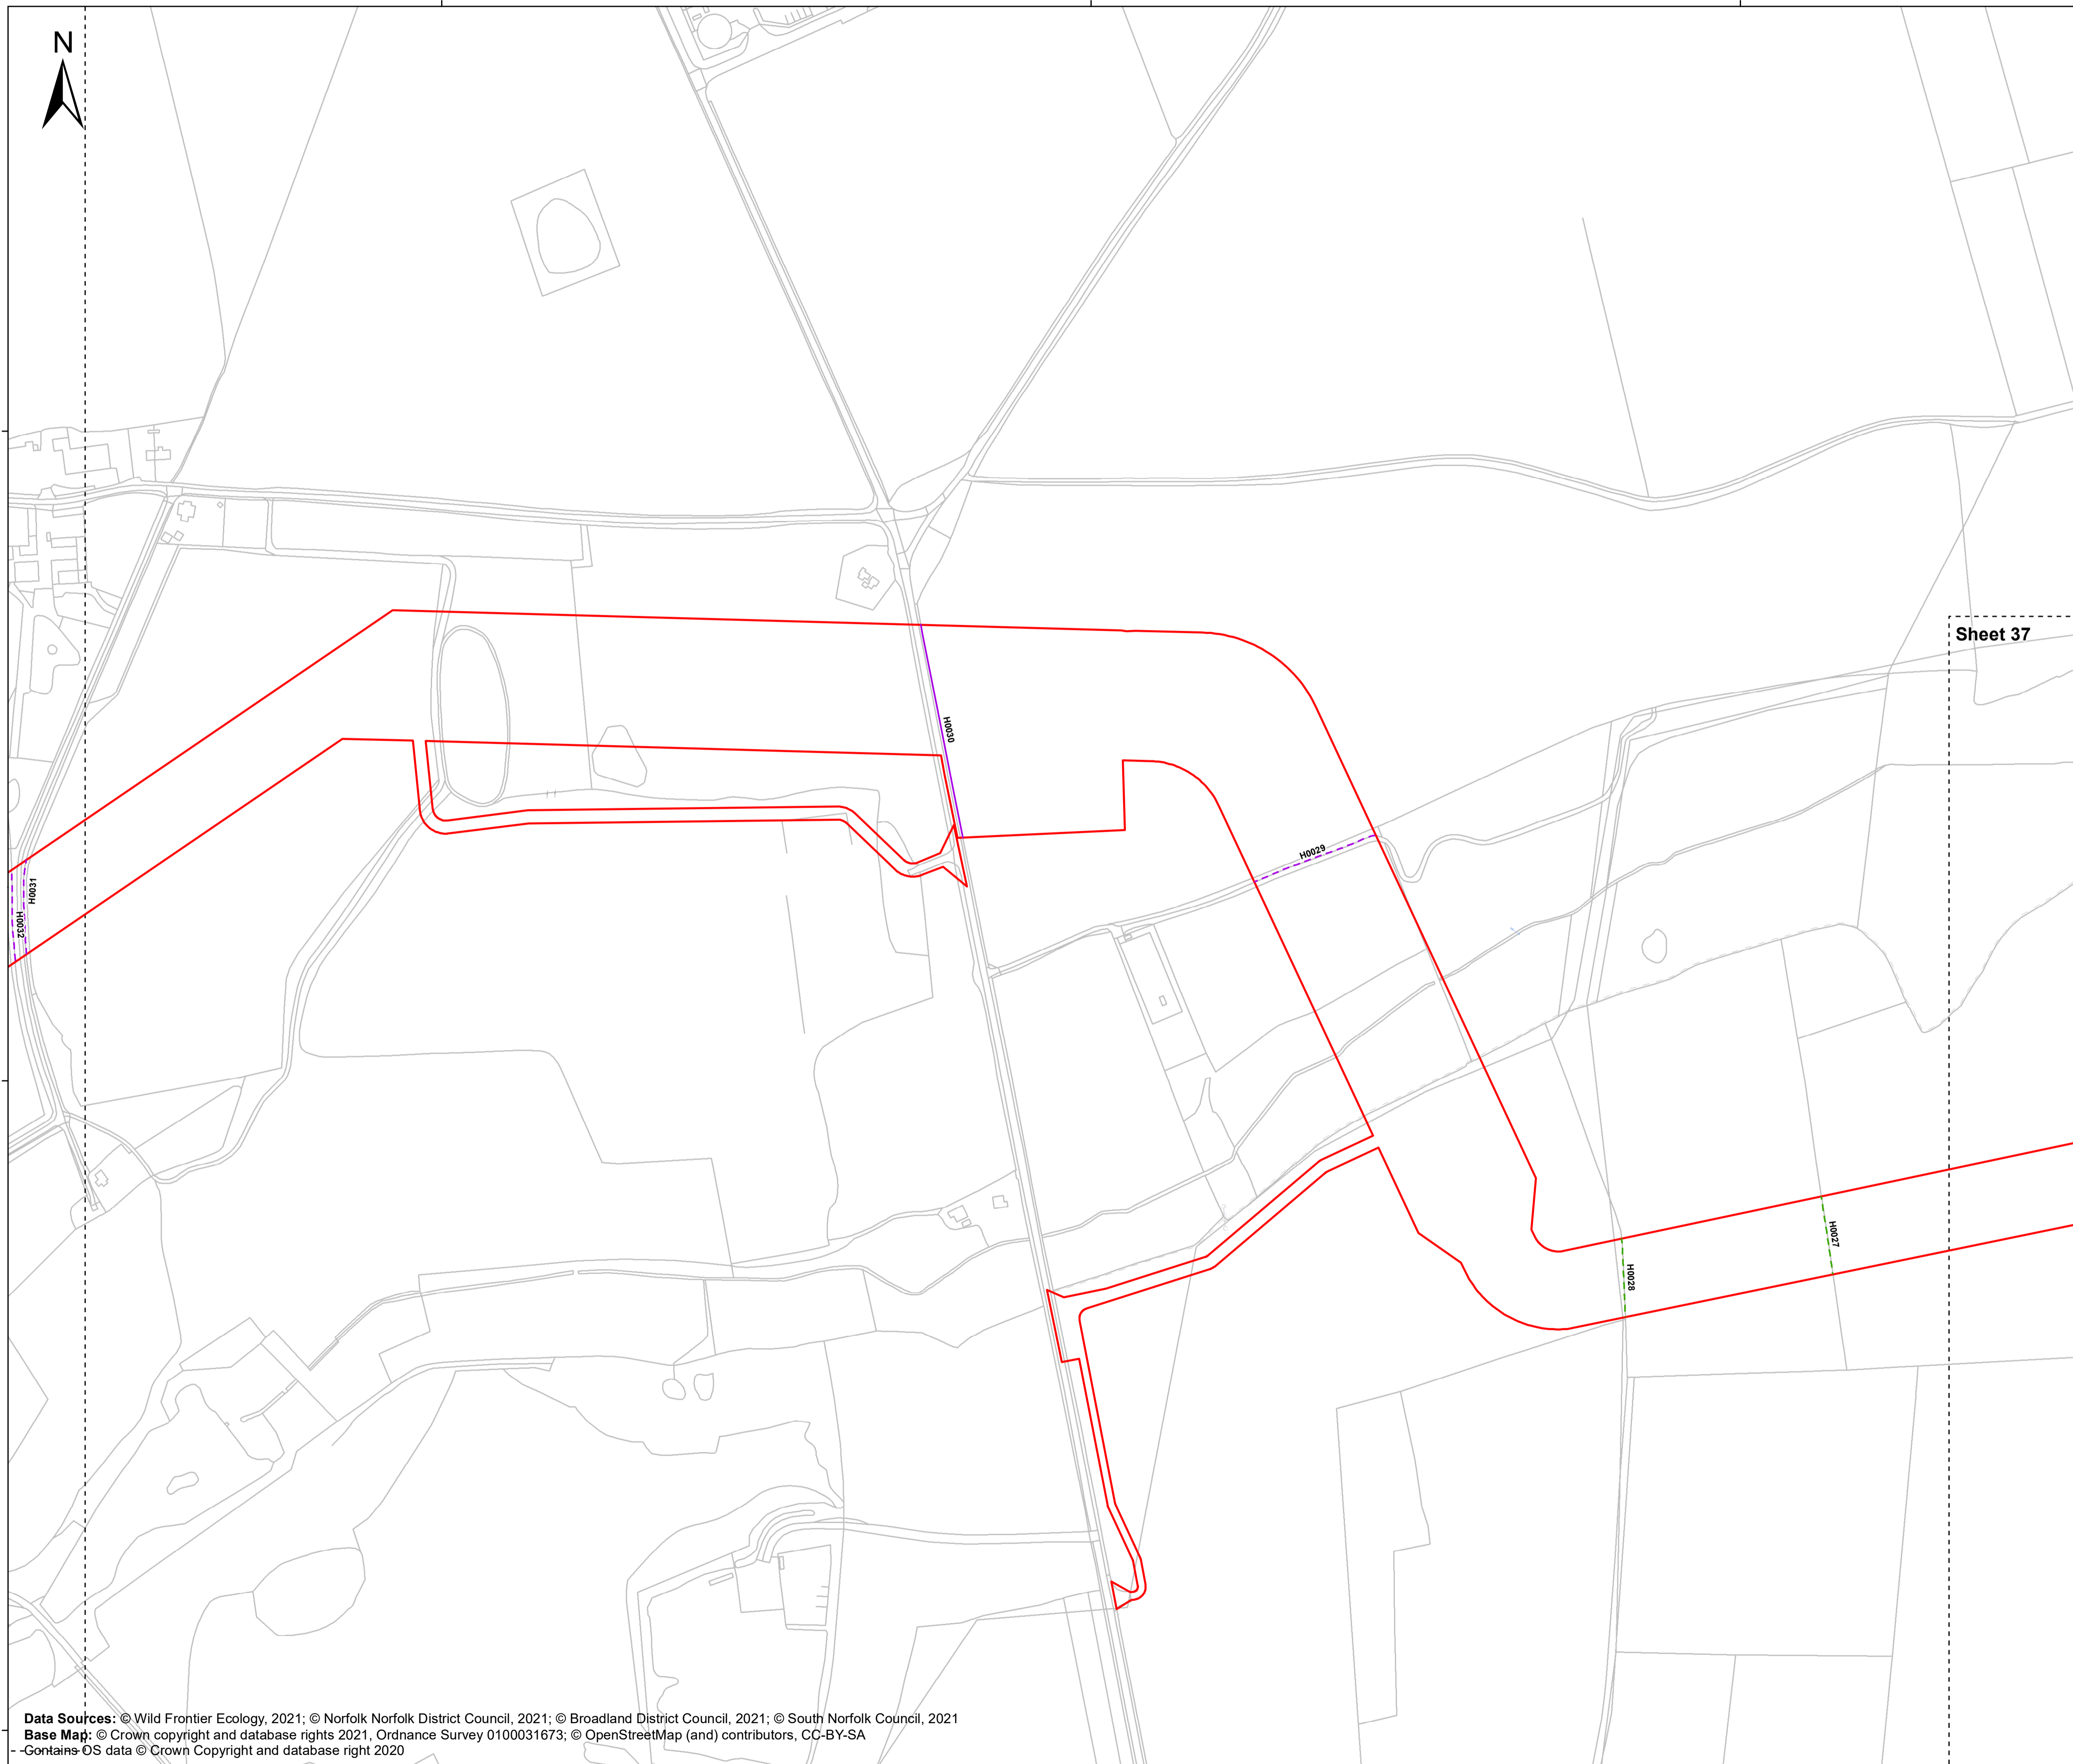 N
Sheet 37
H0030
H0029
H0031
H0032
H0027
H0028
Data Sources: © Wild Frontier Ecology, 2021; © Norfolk Norfolk District Council, 2021; © Broadland District Council, 2021; © South Norfolk Council, 2021
Base Map: © Crown copyright and database rights 2021, Ordnance Survey 0100031673; © OpenStreetMap (and) contributors, CC-BY-SA
Contains OS data © Crown Copyright and database right 2020